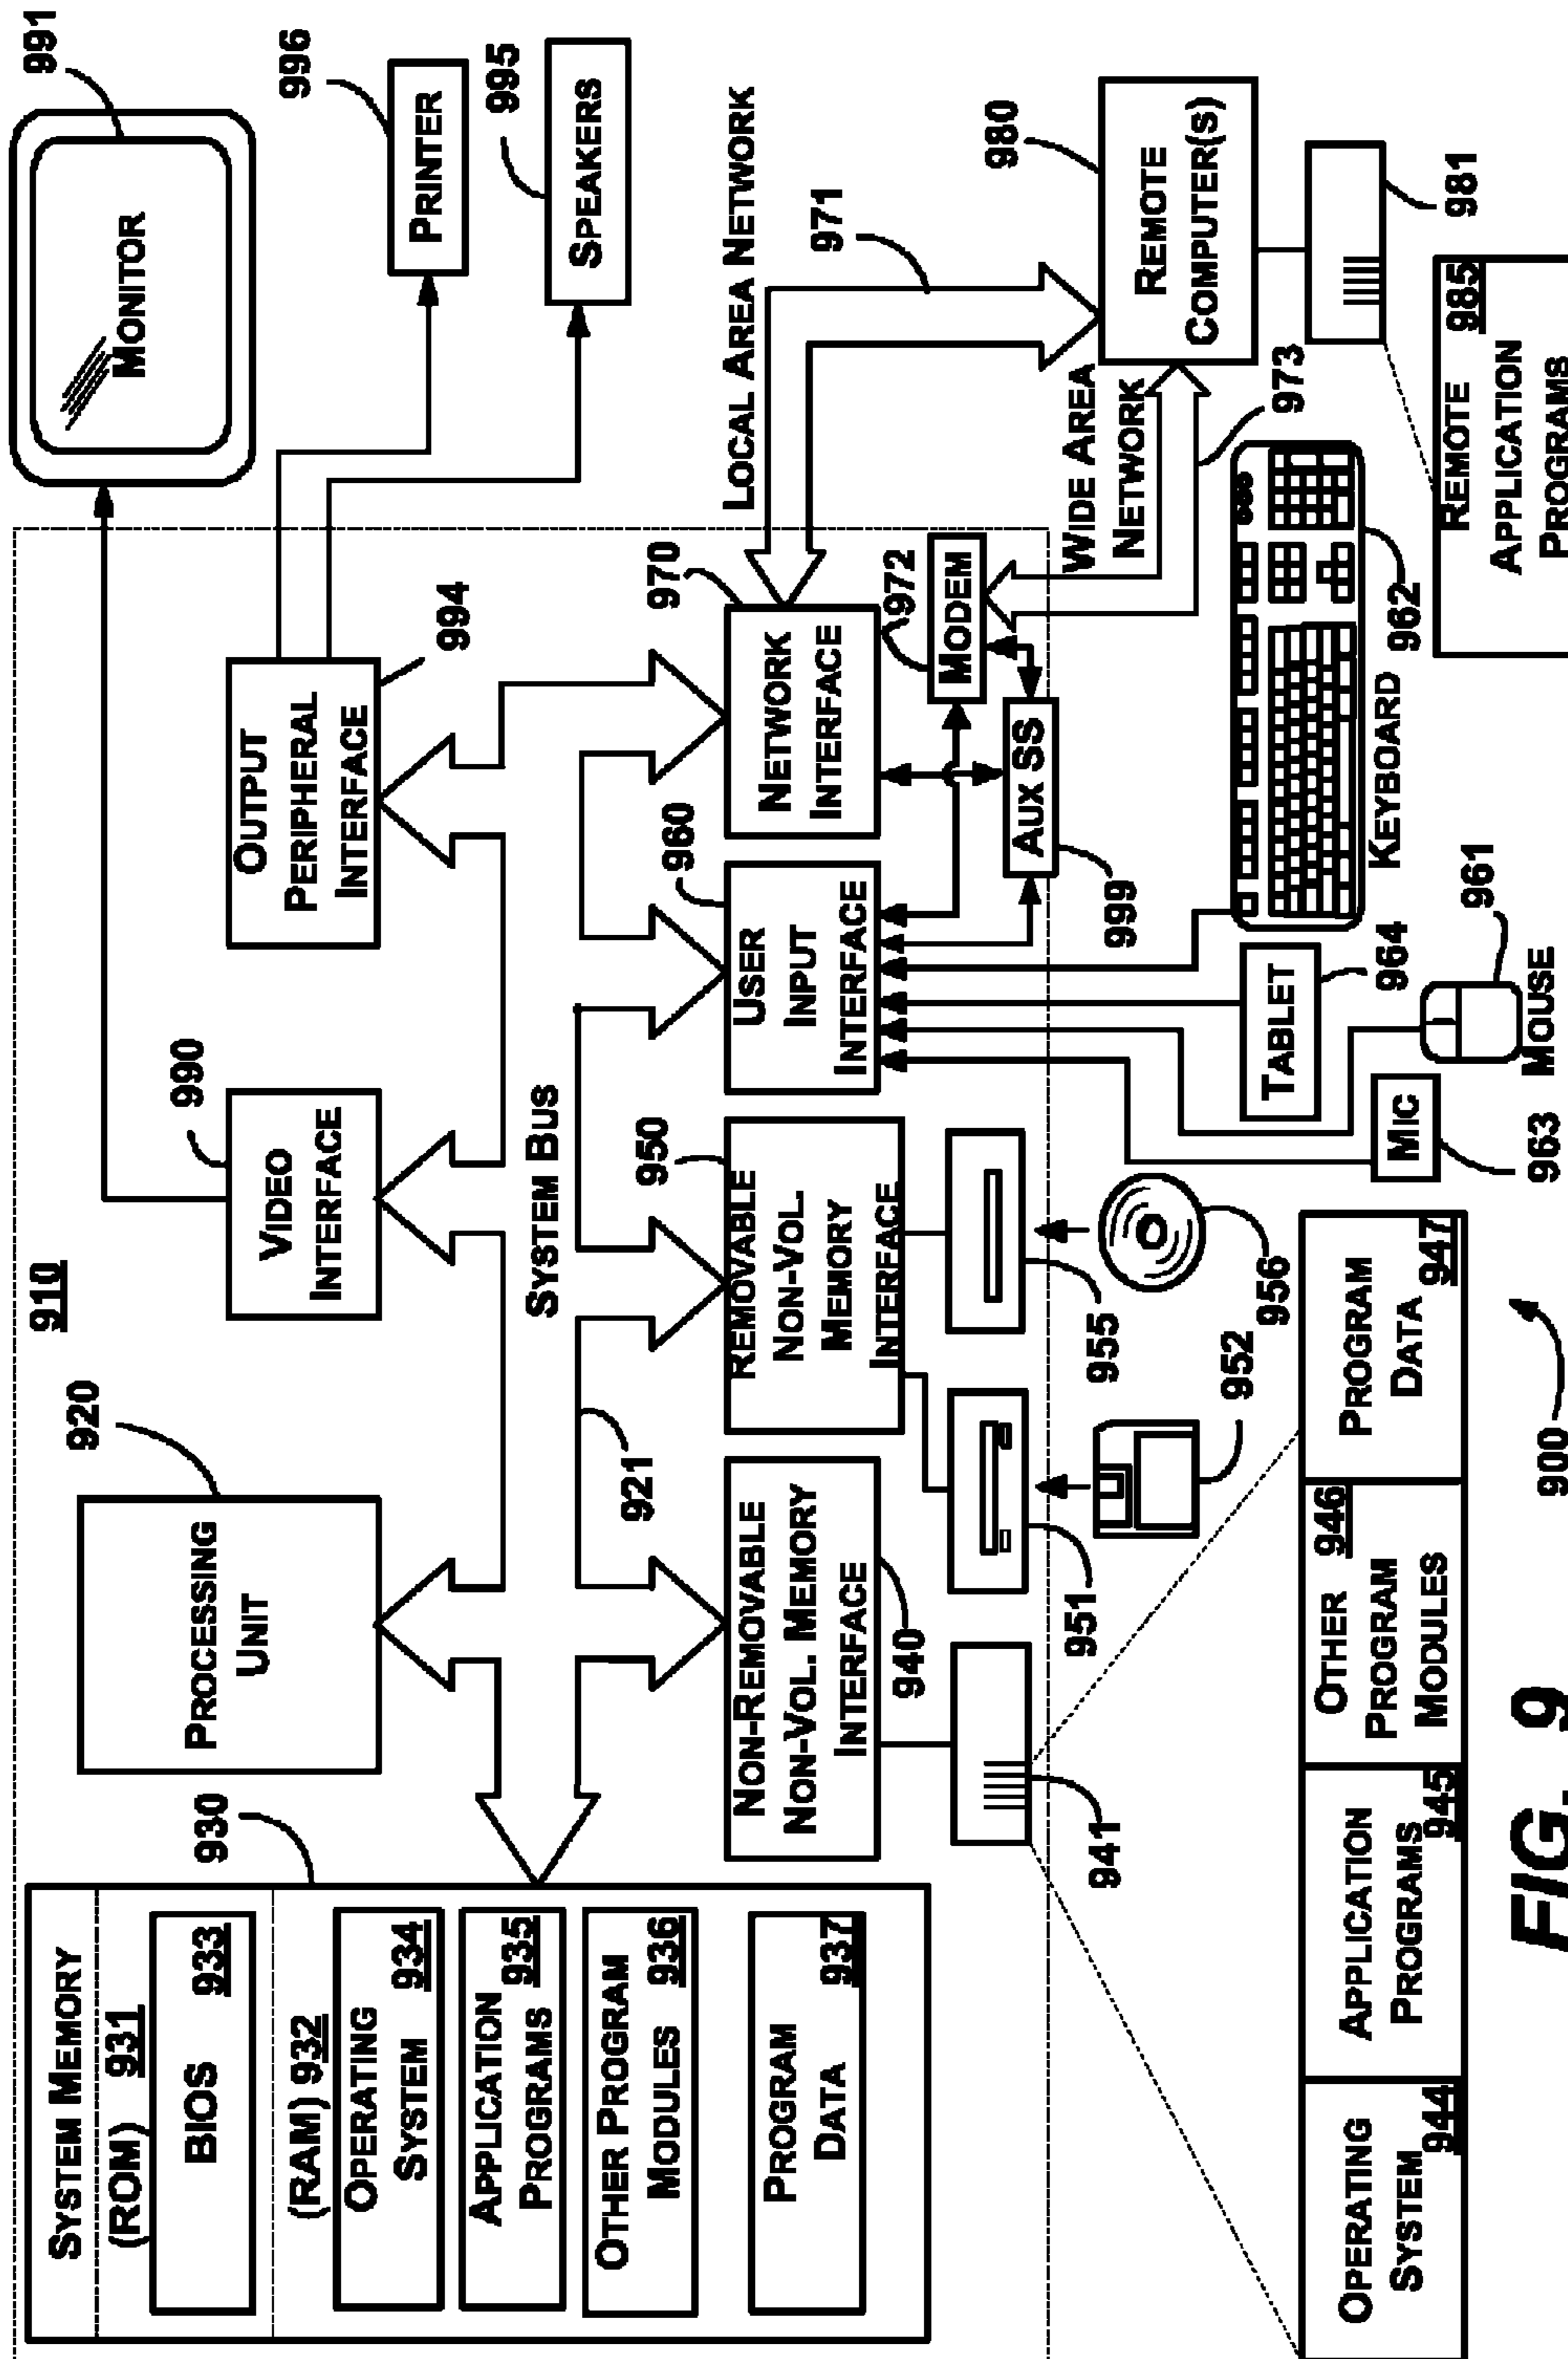 910
SYSTEM MEMORY
(ROM) 931
BIOS 933
(RAM) 932
OPERATING
SYSTEM 934
APPLICATION
PROGRAMS 935
OTHER PROGRAM
MODULES 936
PROGRAM
DATA 937
930
920
PROCESSING
UNIT
990
VIDEO
INTERFACE
OUTPUT
PERIPHERAL
INTERFACE
994
MONITOR
991
PRINTER
996
SPEAKERS
995
921
SYSTEM BUS
NON-REMOVABLE
NON-VOL. MEMORY
INTERFACE
940
REMOVABLE
NON-VOL.
MEMORY
INTERFACE
950
USER
INPUT
INTERFACE
960
NETWORK
INTERFACE
970
LOCAL AREA NETWORK
971
972
MODEM
AUX SS
999
WIDE AREA
NETWORK
973
REMOTE
COMPUTER(S)
980
981
941
951
952
955
956
MIC
963
TABLET
964
MOUSE
961
KEYBOARD
962
REMOTE 985
APPLICATION
PROGRAMS
OPERATING
SYSTEM 944
APPLICATION
PROGRAMS 945
OTHER 946
PROGRAM
MODULES
PROGRAM
DATA 947
900
FIG. 9